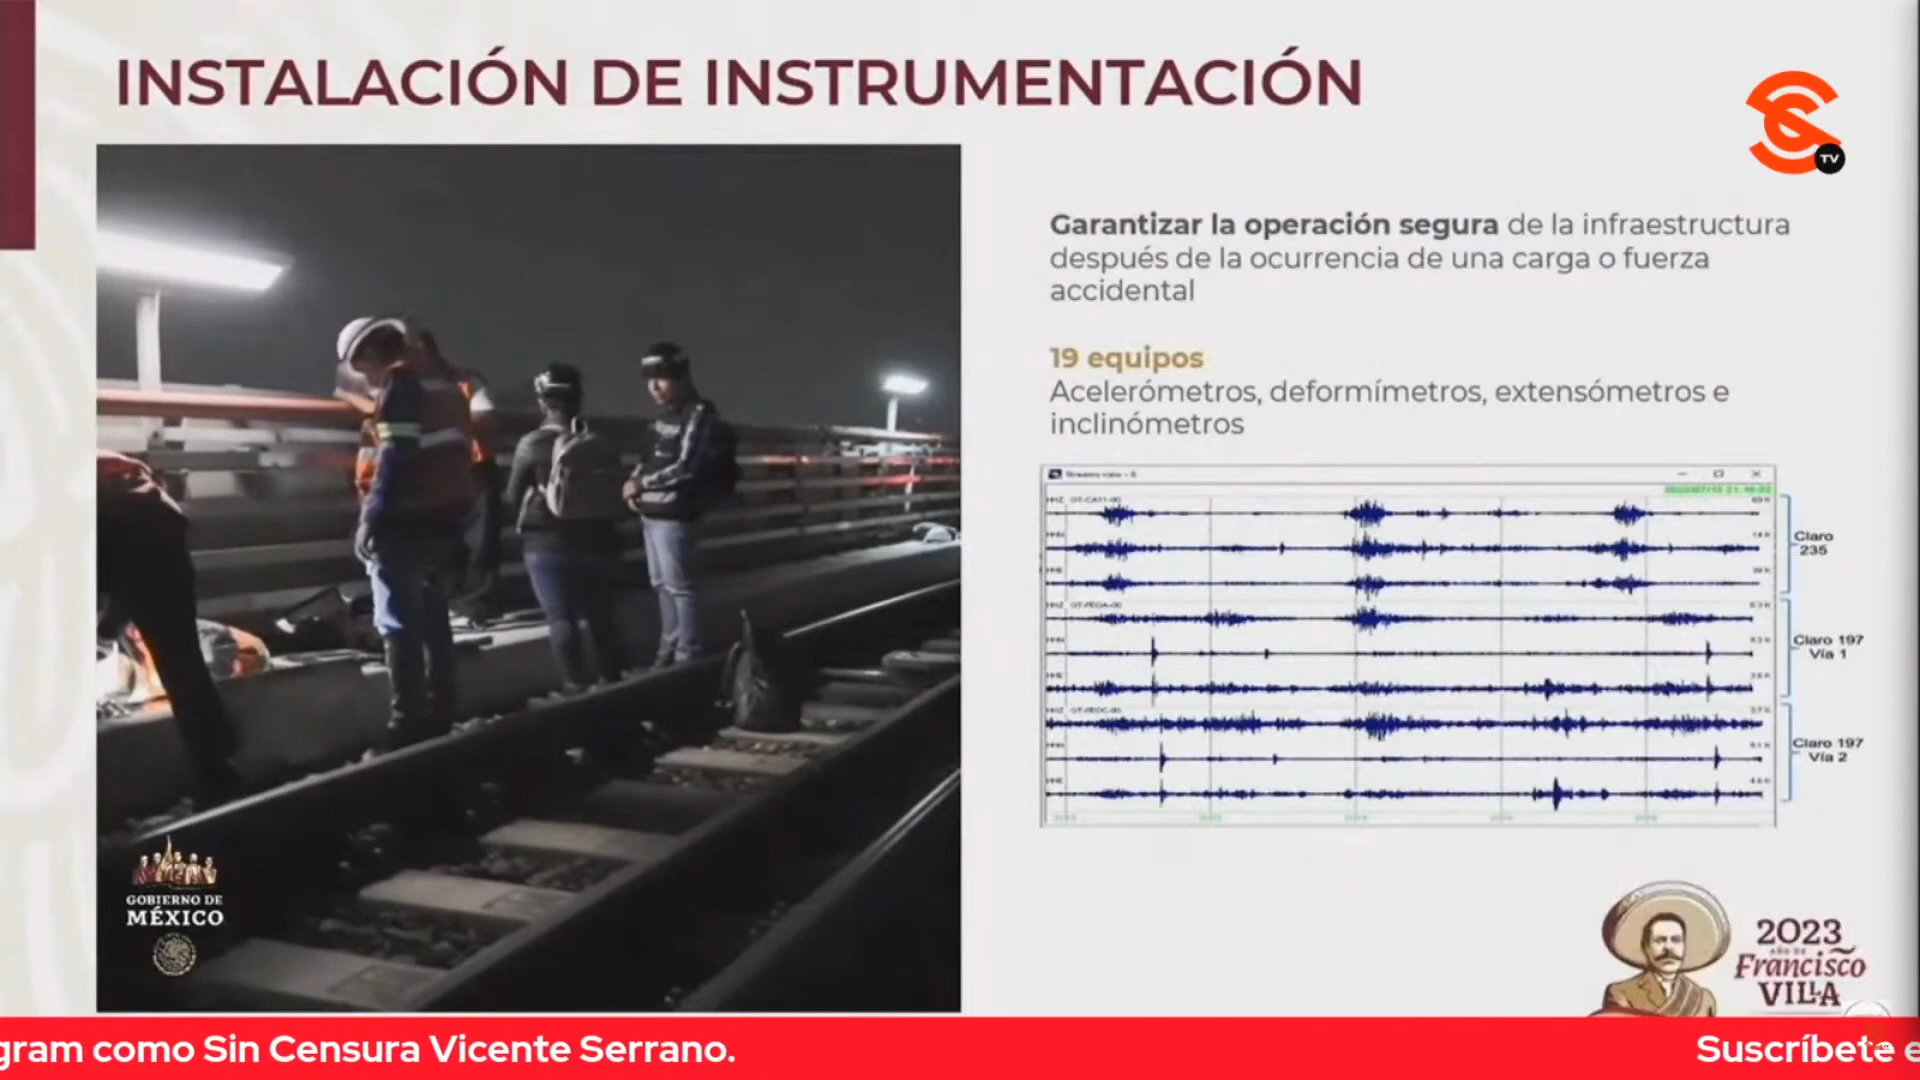 INSTALACIÓN DE INSTRUMENTACIÓN
TV
Garantizar la operación segura de la infraestructura
después de la ocurrencia de una carga o fuerza
accidental
19 equipos
Acelerómetros, deformímetros, extensómetros e
inclinómetros
Claro
235
Claro 197
Vía 1
Claro 197
Vía 2
GOBIERNO DE
MÉXICO
2023
AÑO DE
Francisco
VILLA
gram como Sin Censura Vicente Serrano.
Suscríbete e